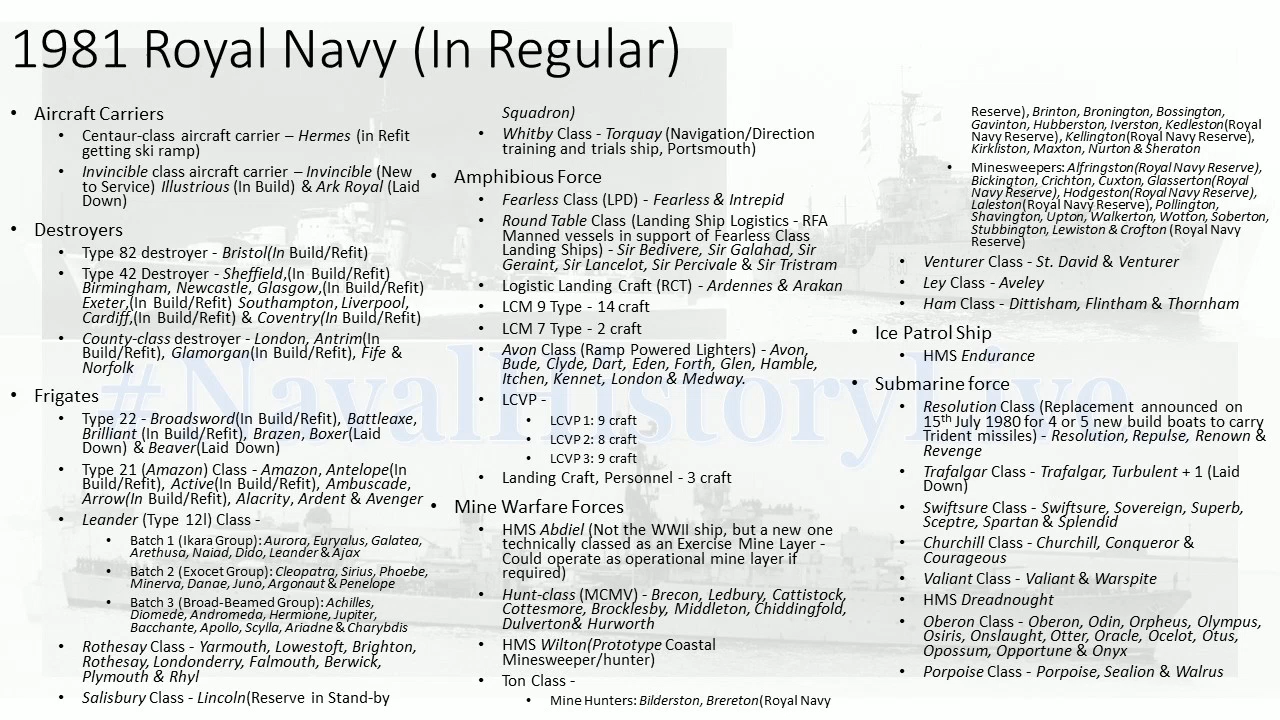 1981 Royal Navy (In Regular)
• Aircraft Carriers
• Centaur-class aircraft carrier – Hermes (in Refit
getting ski ramp)
• Invincible class aircraft carrier – Invincible (New
to Service) Illustrious (In Build) & Ark Royal (Laid
Down)
• Destroyers
• Type 82 destroyer - Bristol(In Build/Refit)
• Type 42 Destroyer - Sheffield,(In Build/Refit)
Birmingham, Newcastle, Glasgow,(In Build/Refit)
Exeter,(In Build/Refit) Southampton, Liverpool,
Cardiff,(In Build/Refit) & Coventry(In Build/Refit)
• County-class destroyer - London, Antrim(In
Build/Refit), Glamorgan(In Build/Refit), Fife &
Norfolk
• Frigates
• Type 22 - Broadsword(In Build/Refit), Battleaxe,
Brilliant (In Build/Refit), Brazen, Boxer(Laid
Down) & Beaver(Laid Down)
• Type 21 (Amazon) Class - Amazon, Antelope(In
Build/Refit), Active(In Build/Refit), Ambuscade,
Arrow(In Build/Refit), Alacrity, Ardent & Avenger
• Leander (Type 12I) Class -
• Batch 1 (Ikara Group): Aurora, Euryalus, Galatea,
Arethusa, Naiad, Dido, Leander & Ajax
• Batch 2 (Exocet Group): Cleopatra, Sirius, Phoebe,
Minerva, Danae, Juno, Argonaut & Penelope
• Batch 3 (Broad-Beamed Group): Achilles,
Diomede, Andromeda, Hermione, Jupiter,
Bacchante, Apollo, Scylla, Ariadne & Charybdis
• Rothesay Class - Yarmouth, Lowestoft, Brighton,
Rothesay, Londonderry, Falmouth, Berwick,
Plymouth & Rhyl
• Salisbury Class - Lincoln(Reserve in Stand-by
Squadron)
• Whitby Class - Torquay (Navigation/Direction
training and trials ship, Portsmouth)
• Amphibious Force
• Fearless Class (LPD) - Fearless & Intrepid
• Round Table Class (Landing Ship Logistics - RFA
Manned vessels in support of Fearless Class
Landing Ships) - Sir Bedivere, Sir Galahad, Sir
Geraint, Sir Lancelot, Sir Percivale & Sir Tristram
• Logistic Landing Craft (RCT) - Ardennes & Arakan
• LCM 9 Type - 14 craft
• LCM 7 Type - 2 craft
• Avon Class (Ramp Powered Lighters) - Avon,
Bude, Clyde, Dart, Eden, Forth, Glen, Hamble,
Itchen, Kennet, London & Medway.
• LCVP -
• LCVP 1: 9 craft
• LCVP 2: 8 craft
• LCVP 3: 9 craft
• Landing Craft, Personnel - 3 craft
• Mine Warfare Forces
• HMS Abdiel (Not the WWII ship, but a new one
technically classed as an Exercise Mine Layer -
Could operate as operational mine layer if
required)
• Hunt-class (MCMV) - Brecon, Ledbury, Cattistock,
Cottesmore, Brocklesby, Middleton, Chiddingfold,
Dulverton& Hurworth
• HMS Wilton(Prototype Coastal
Minesweeper/hunter)
• Ton Class -
• Mine Hunters: Bilderston, Brereton(Royal Navy
Reserve), Brinton, Bronington, Bossington,
Gavinton, Hubberston, Iverston, Kedleston(Royal
Navy Reserve), Kellington(Royal Navy Reserve),
Kirkliston, Maxton, Nurton & Sheraton
• Minesweepers: Alfringston(Royal Navy Reserve),
Bickington, Crichton, Cuxton, Glasserton(Royal
Navy Reserve), Hodgeston(Royal Navy Reserve),
Laleston(Royal Navy Reserve), Pollington,
Shavington, Upton, Walkerton, Wotton, Soberton,
Stubbington, Lewiston & Crofton (Royal Navy
Reserve)
• Venturer Class - St. David & Venturer
• Ley Class - Aveley
• Ham Class - Dittisham, Flintham & Thornham
• Ice Patrol Ship
• HMS Endurance
• Submarine force
• Resolution Class (Replacement announced on
15th July 1980 for 4 or 5 new build boats to carry
Trident missiles) - Resolution, Repulse, Renown &
Revenge
• Trafalgar Class - Trafalgar, Turbulent + 1 (Laid
Down)
• Swiftsure Class - Swiftsure, Sovereign, Superb,
Sceptre, Spartan & Splendid
• Churchill Class - Churchill, Conqueror &
Courageous
• Valiant Class - Valiant & Warspite
• HMS Dreadnought
• Oberon Class - Oberon, Odin, Orpheus, Olympus,
Osiris, Onslaught, Otter, Oracle, Ocelot, Otus,
Opossum, Opportune & Onyx
• Porpoise Class - Porpoise, Sealion & Walrus
#NavalHistoryLive